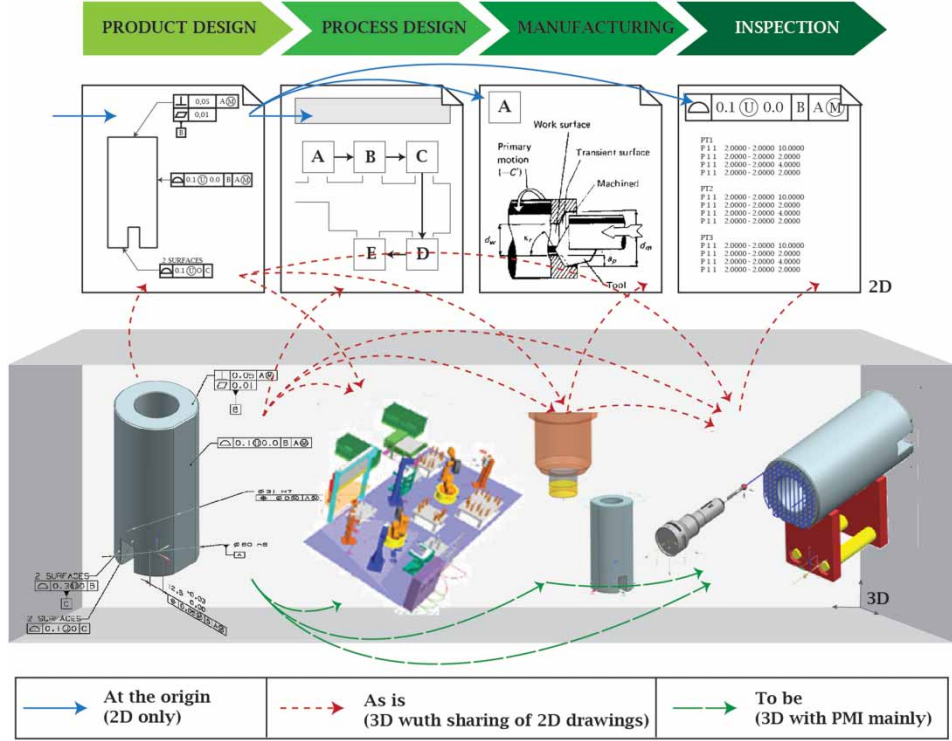 PRODUCT DESIGN
PROCESS DESIGN
MANUFACTURING
INSPECTION
⊥ 0,05 A Ⓜ
▱ 0,01
B
⌓ 0.1 Ⓤ 0.0 B A Ⓜ
2 SURFACES
⌓ 0.1 Ⓤ 0 C
A B C
E D
A
Work surface
Primary
motion
Transient surface
Machined
Tool
⌓ 0.1 Ⓤ 0.0 B A Ⓜ
PT1
P 1 1 2.0000 - 2.0000 10.0000
P 1 1 2.0000 - 2.0000 2.0000
P 1 1 2.0000 - 2.0000 4.0000
P 1 1 2.0000 - 2.0000 2.0000
PT2
P 1 1 2.0000 - 2.0000 10.0000
P 1 1 2.0000 - 2.0000 2.0000
P 1 1 2.0000 - 2.0000 4.0000
P 1 1 2.0000 - 2.0000 2.0000
PT3
P 1 1 2.0000 - 2.0000 10.0000
P 1 1 2.0000 - 2.0000 2.0000
P 1 1 2.0000 - 2.0000 4.0000
P 1 1 2.0000 - 2.0000 2.0000
2D
⊥ 0.05 A Ⓜ
▱ 0.01
B
⌓ 0.1 Ⓤ 0.0 B A Ⓜ
Ø31 H7
Ø60 h8
A
2 SURFACES
C
2 SURFACES
⌓ 0.1 Ⓤ 0 C
3D
At the origin
(2D only)
As is
(3D wuth sharing of 2D drawings)
To be
(3D with PMI mainly)